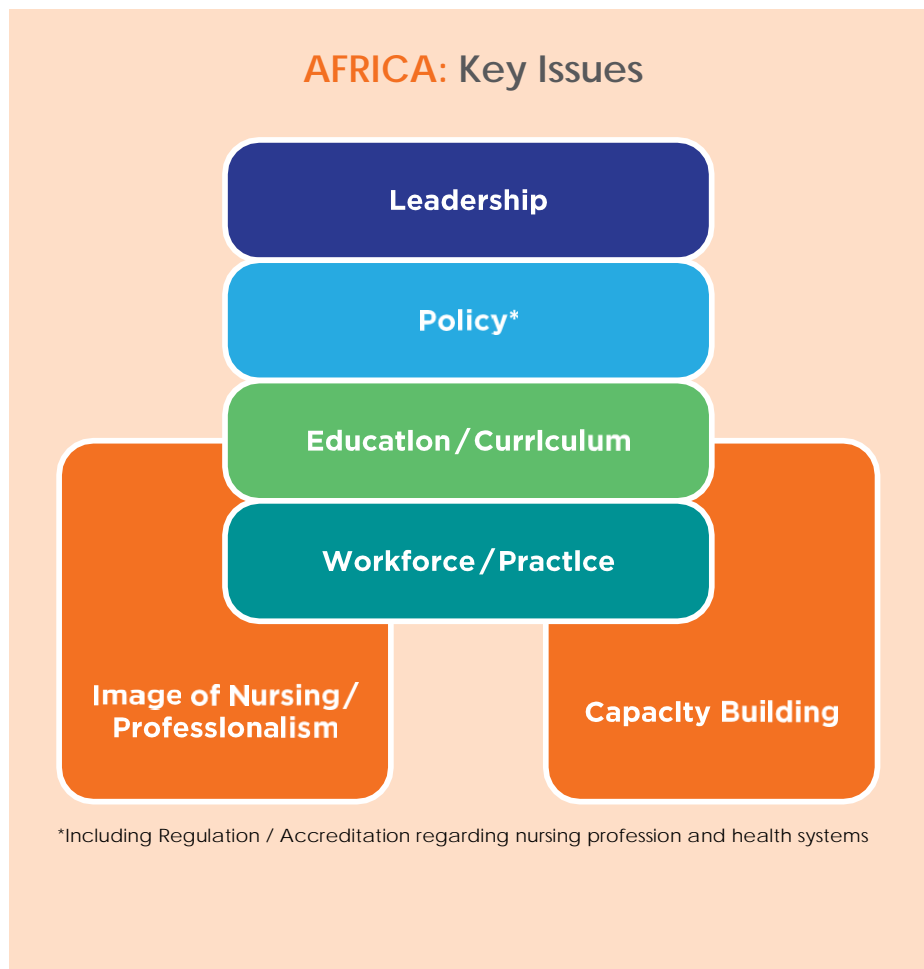 AFRICA: Key Issues
Leadership
Policy*
Education / Curriculum
Workforce / Practice
Image of Nursing /
Professionalism
Capacity Building
*Including Regulation / Accreditation regarding nursing profession and health systems